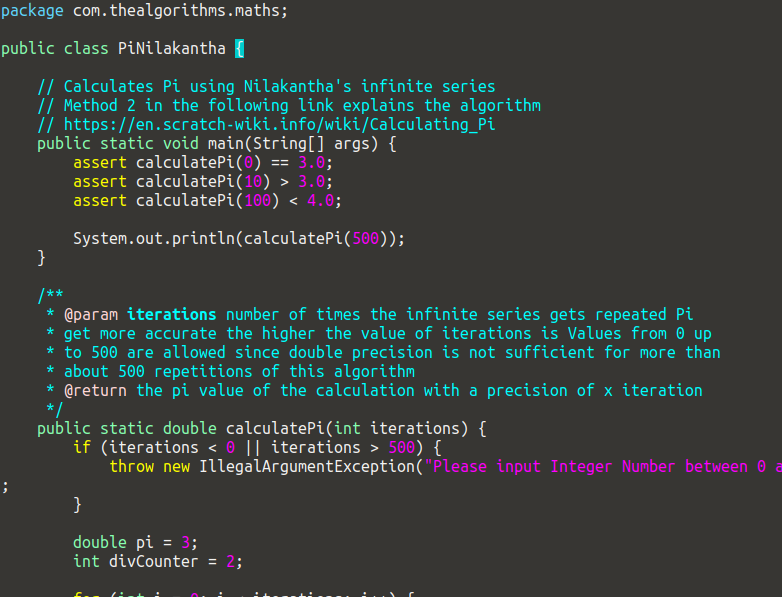 package com.thealgorithms.maths;
public class PiNilakantha {
// Calculates Pi using Nilakantha's infinite series
// Method 2 in the following link explains the algorithm
// https://en.scratch-wiki.info/wiki/Calculating_Pi
public static void main(String[] args) {
assert calculatePi(0) == 3.0;
assert calculatePi(10) > 3.0;
assert calculatePi(100) < 4.0;
System.out.println(calculatePi(500));
}
/**
* @param iterations number of times the infinite series gets repeated Pi
* get more accurate the higher the value of iterations is Values from 0 up
* to 500 are allowed since double precision is not sufficient for more than
* about 500 repetitions of this algorithm
* @return the pi value of the calculation with a precision of x iteration
*/
public static double calculatePi(int iterations) {
if (iterations < 0 || iterations > 500) {
throw new IllegalArgumentException("Please input Integer Number between 0 a
;
}
double pi = 3;
int divCounter = 2;